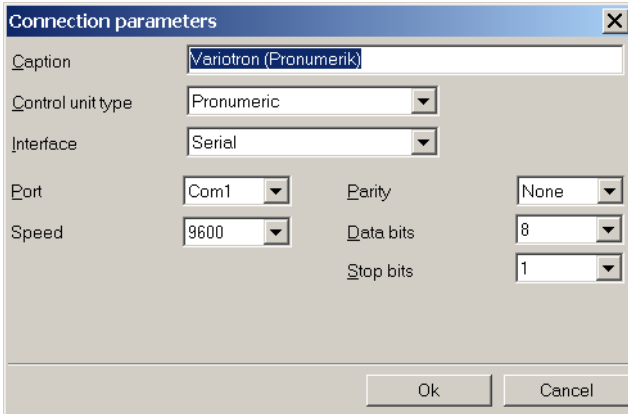 Connection parameters
Caption Variotron (Pronumerik)
Control unit type Pronumeric
Interface Serial
Port Com1 Parity None
Speed 9600 Data bits 8
Stop bits 1
Ok Cancel